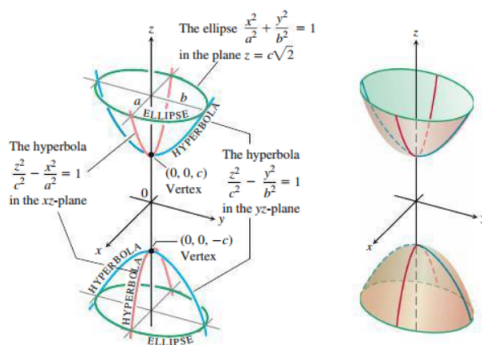 z
The ellipse x²/a² + y²/b² = 1
in the plane z = c√2
a b
ELLIPSE
HYPERBOLA
The hyperbola
z²/c² − x²/a² = 1
in the xz-plane
(0, 0, c)
Vertex
The hyperbola
z²/c² − y²/b² = 1
in the yz-plane
0
y
x
(0, 0, −c)
Vertex
HYPERBOLA
HYPERBOLA
ELLIPSE
z
x